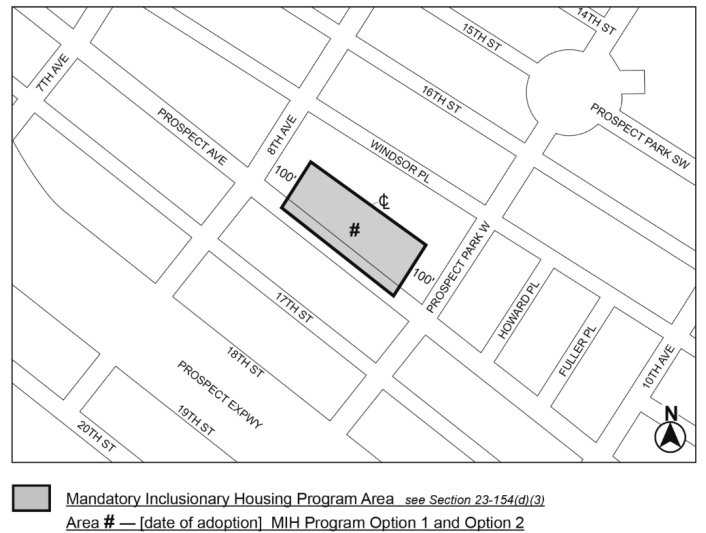 14TH ST
15TH ST
7TH AVE
16TH ST
PROSPECT PARK SW
PROSPECT AVE
8TH AVE
WINDSOR PL
100'
℄
#
100'
PROSPECT PARK W
17TH ST
HOWARD PL
FULLER PL
18TH ST
10TH AVE
PROSPECT EXPWY
19TH ST
20TH ST
N
Mandatory Inclusionary Housing Program Area see Section 23-154(d)(3)
Area # — [date of adoption] MIH Program Option 1 and Option 2